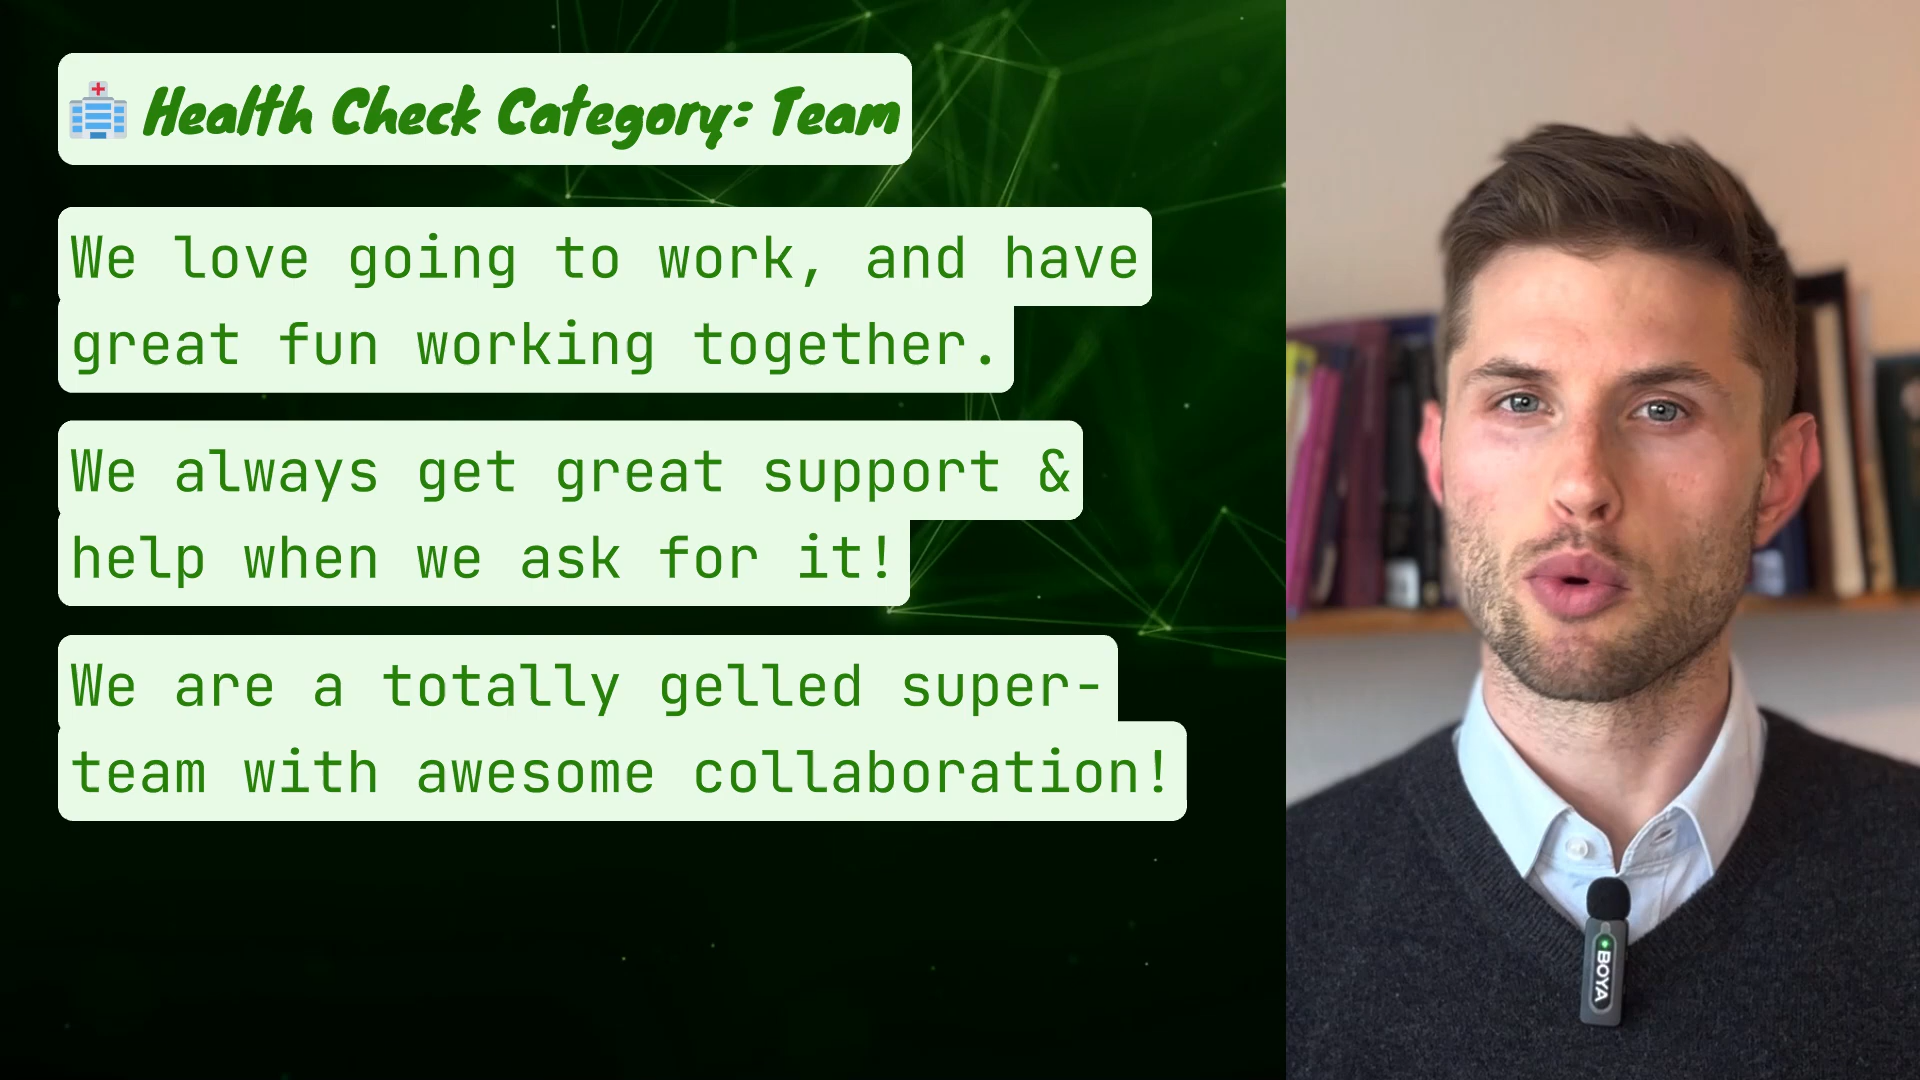 Health Check Category: Team
We love going to work, and have
great fun working together.
We always get great support &
help when we ask for it!
We are a totally gelled super-
team with awesome collaboration!
BOYA